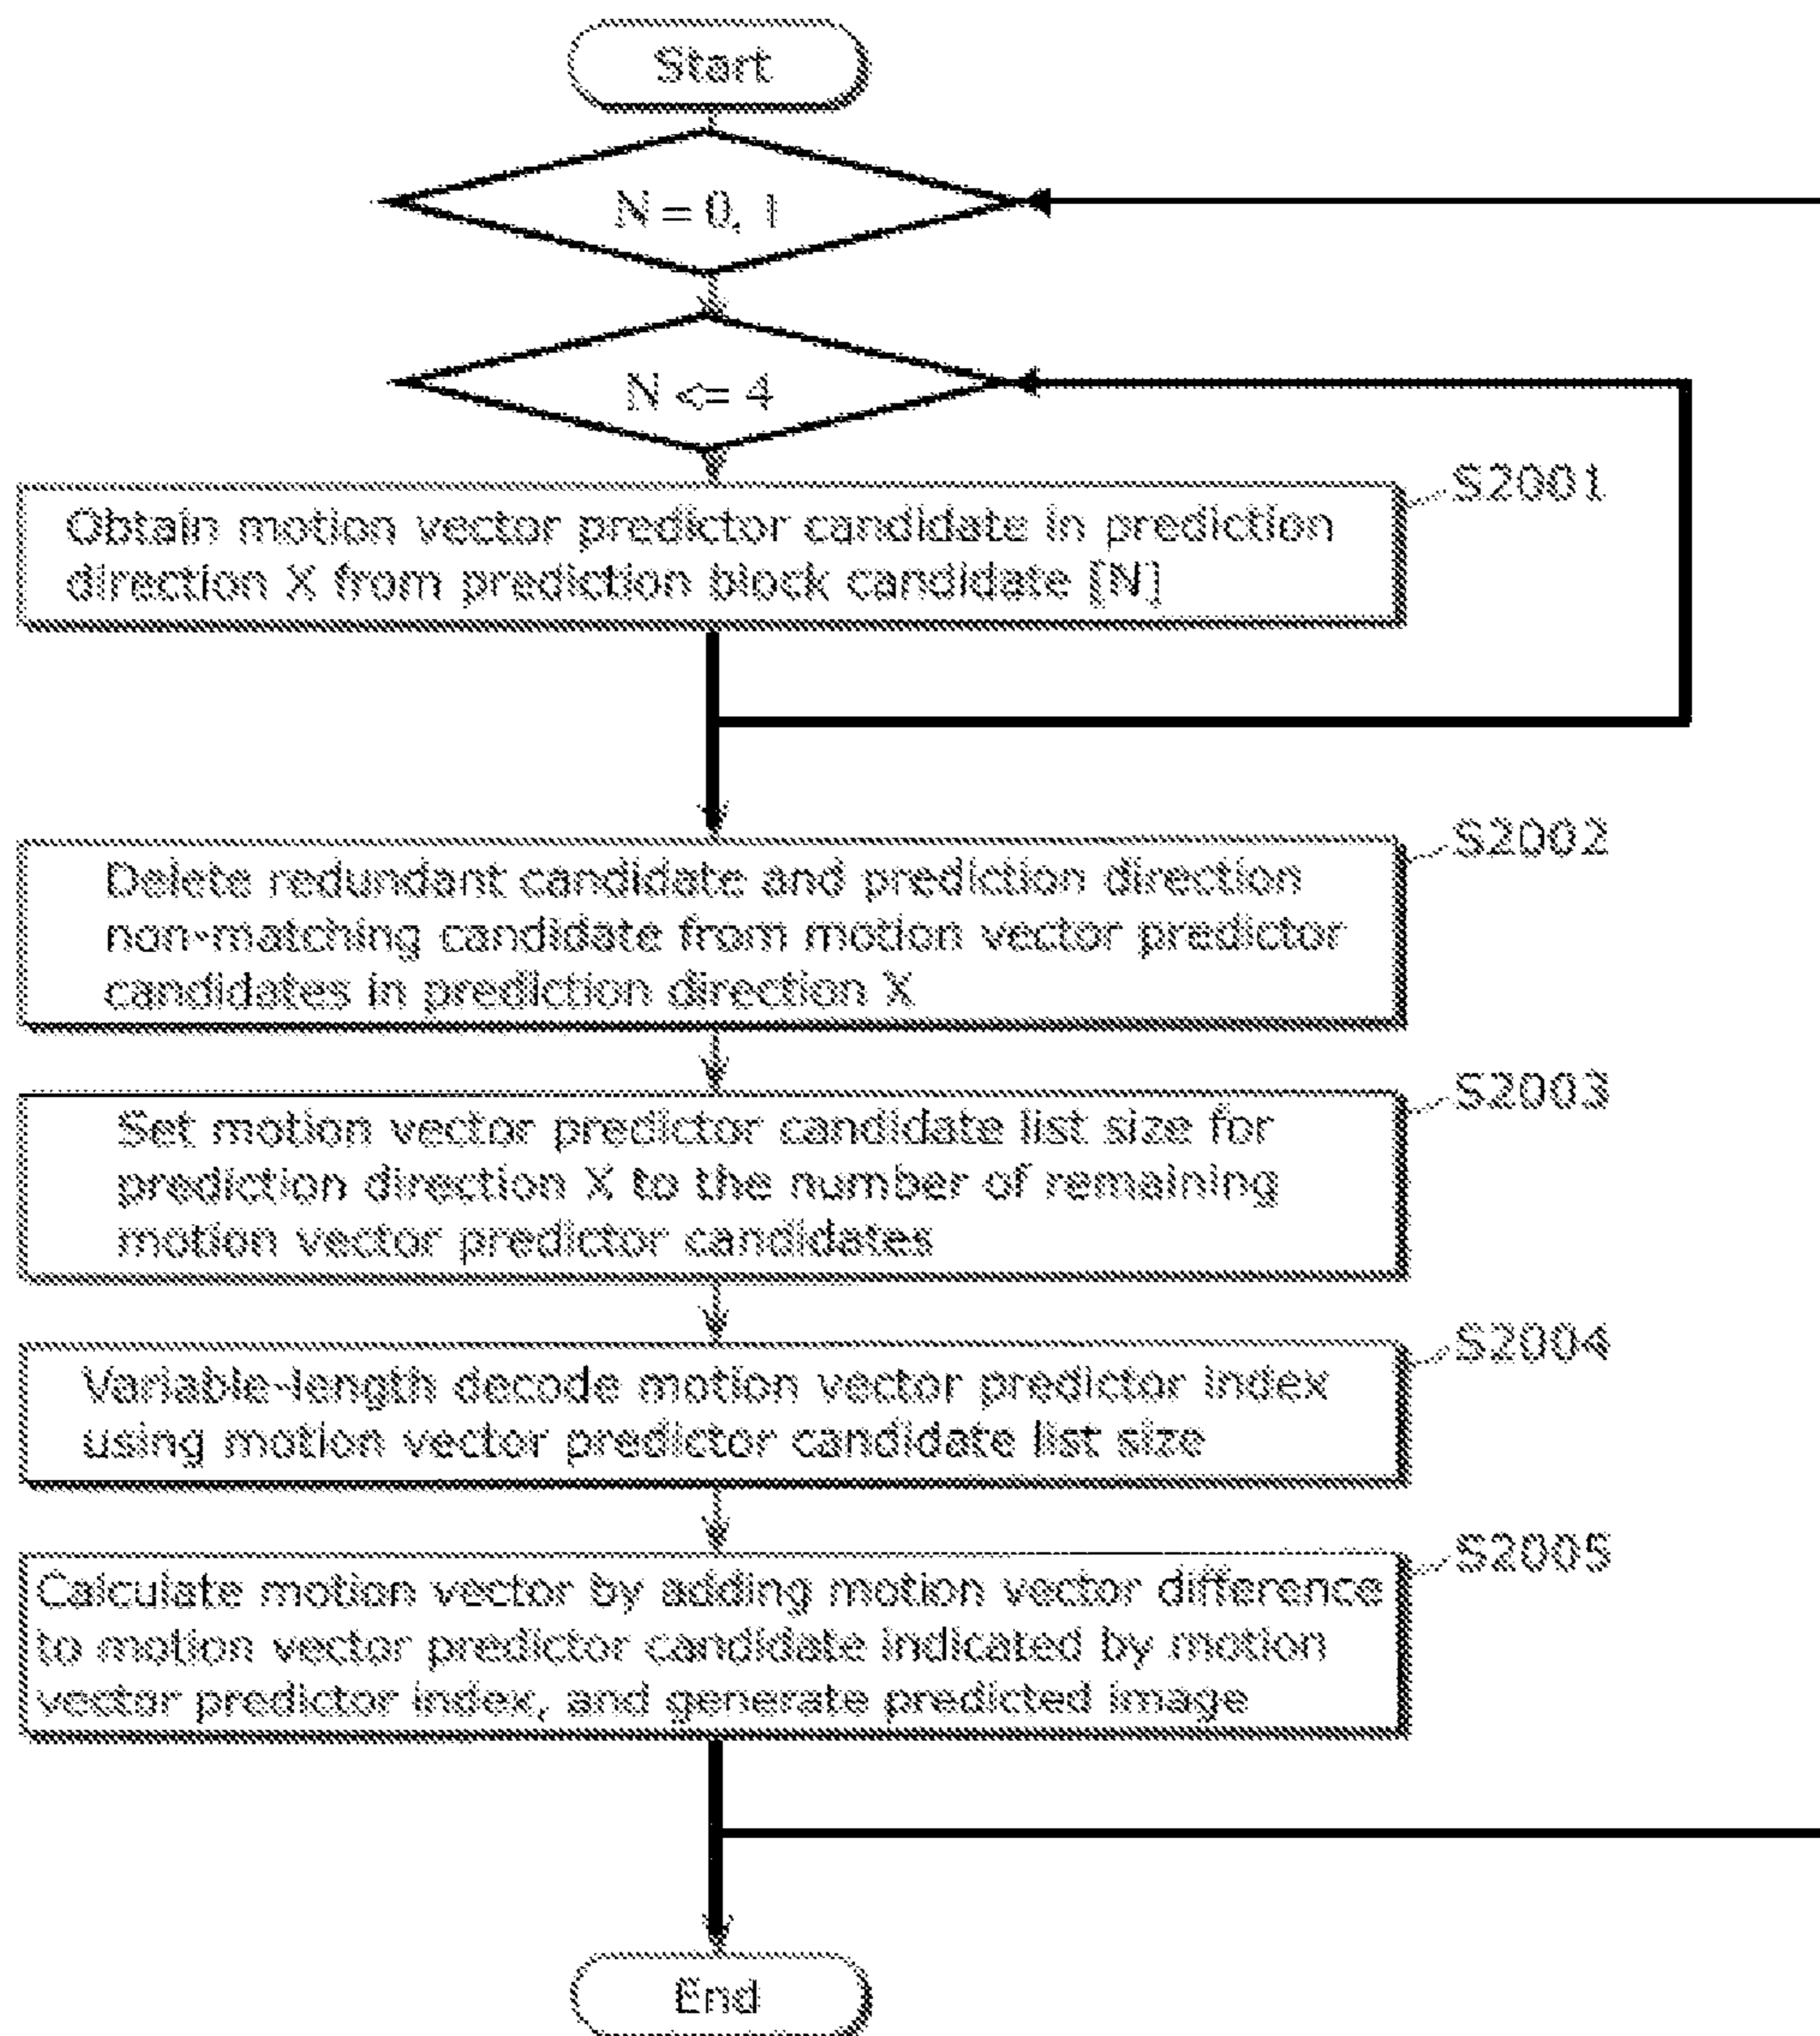 Start
N = 0, 1
N <= 4
S2001
Obtain motion vector predictor candidate in prediction
direction X from prediction block candidate [N]
S2002
Delete redundant candidate and prediction direction
non-matching candidate from motion vector predictor
candidates in prediction direction X
S2003
Set motion vector predictor candidate list size for
prediction direction X to the number of remaining
motion vector predictor candidates
S2004
Variable-length decode motion vector predictor index
using motion vector predictor candidate list size
S2005
Calculate motion vector by adding motion vector difference
to motion vector predictor candidate indicated by motion
vector predictor index, and generate predicted image
End